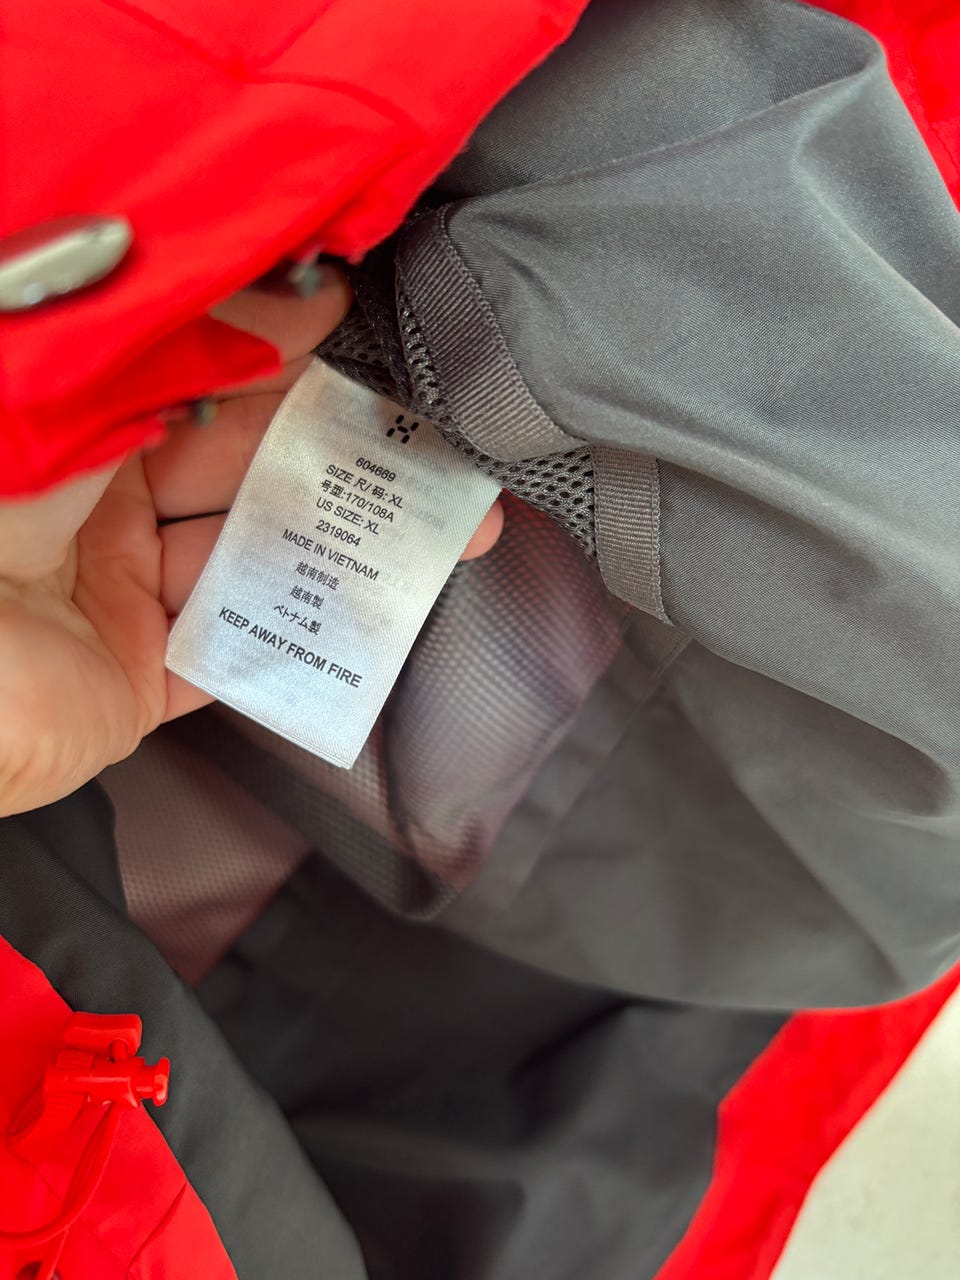 604669
SIZE 尺/ 码: XL
号型:170/108A
US SIZE: XL
2319064
MADE IN VIETNAM
越南制造
越南製
ベトナム製
KEEP AWAY FROM FIRE